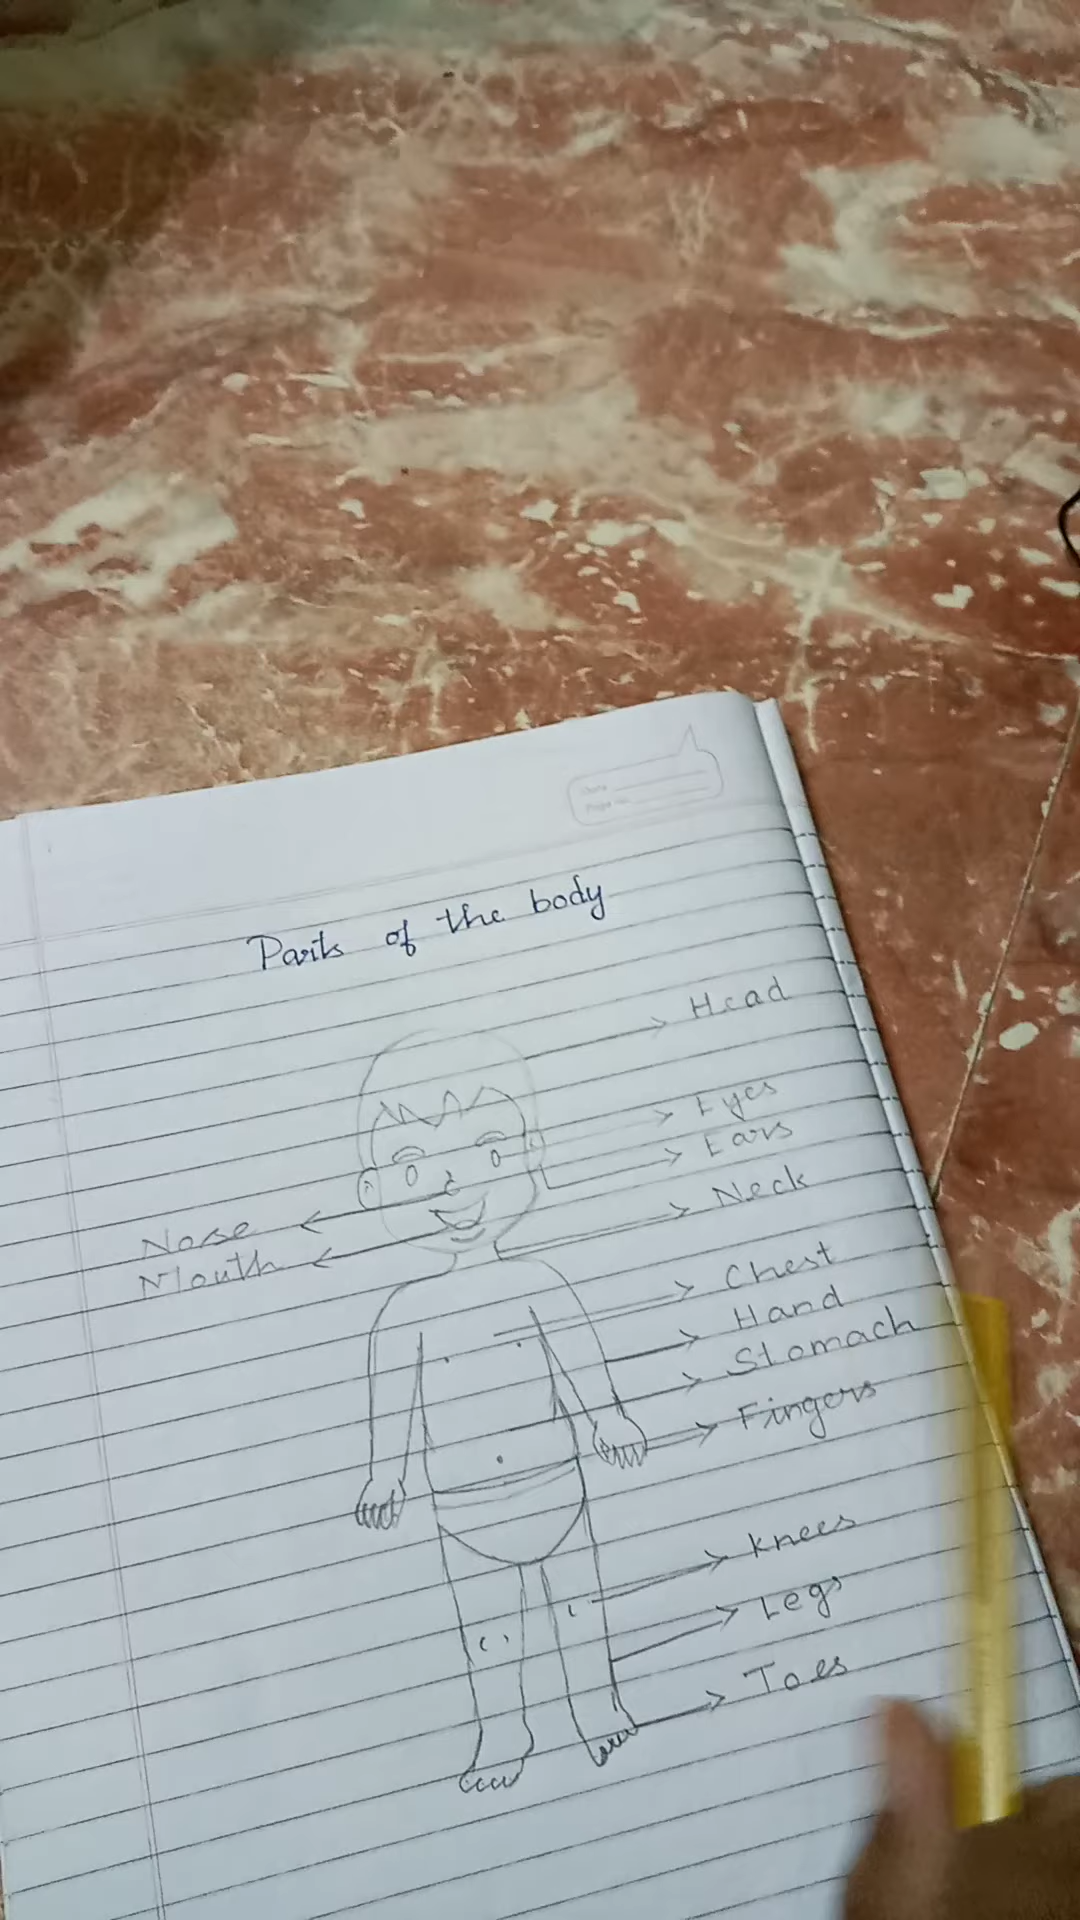 Parts of the body
Head
Eyes
Ears
Neck
Nose
Mouth
Chest
Hand
Stomach
Fingers
Knees
Legs
Toes